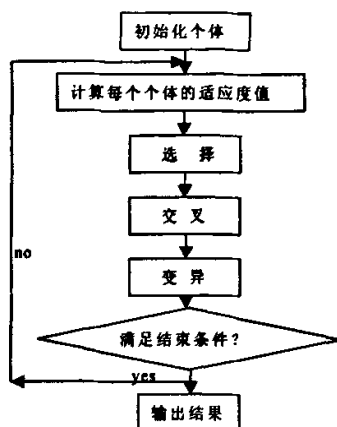 初始化个体
计算每个个体的适应度值
选 择
交 叉
变 异
no
满足结束条件?
yes
输出结果